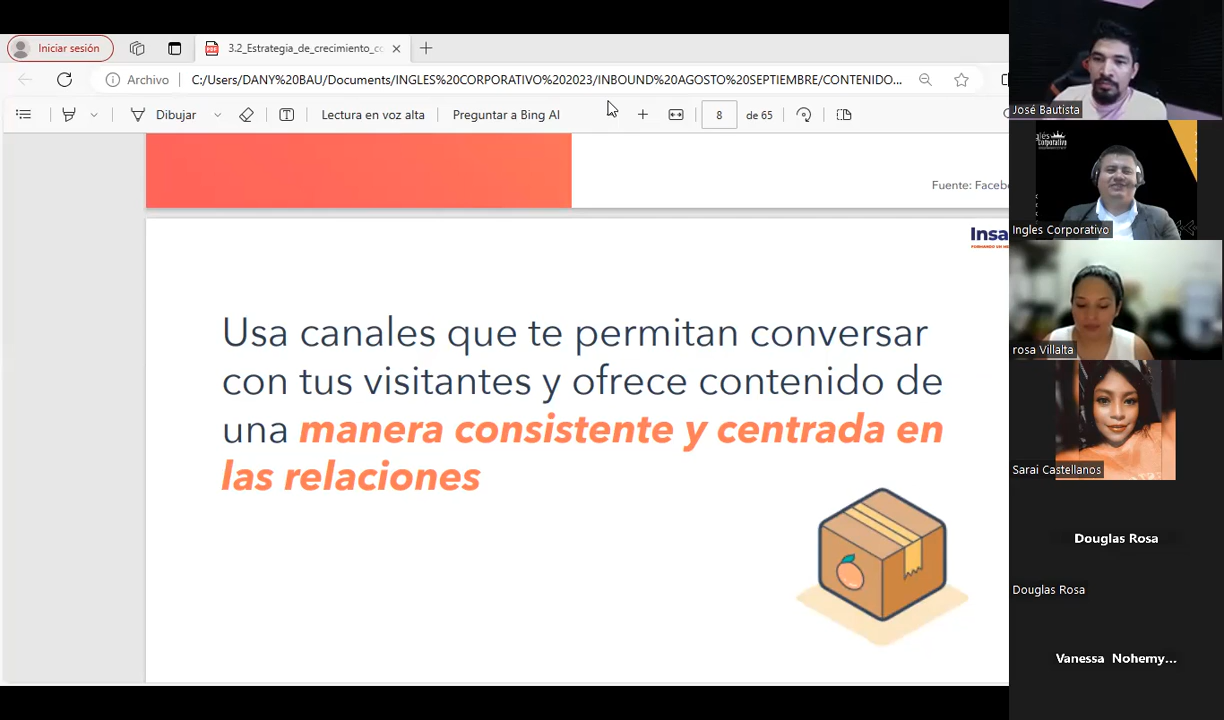 Iniciar sesión
3.2_Estrategia_de_crecimiento_cc
Archivo
C:/Users/DANY%20BAU/Documents/INGLES%20CORPORATIVO%202023/INBOUND%20AGOSTO%20SEPTIEMBRE/CONTENIDO...
Dibujar
Lectura en voz alta
Preguntar a Bing AI
8
de 65
Fuente: Facebo
Insa
Usa canales que te permitan conversar
con tus visitantes y ofrece contenido de
una manera consistente y centrada en
las relaciones
José Bautista
corporativo
Ingles Corporativo
rosa Villalta
Sarai Castellanos
Douglas Rosa
Douglas Rosa
Vanessa Nohemy...